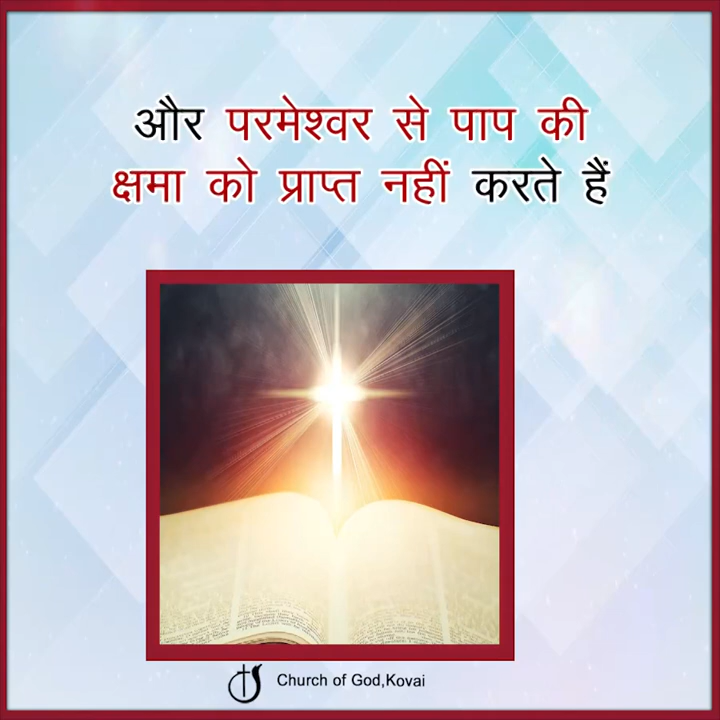 और परमेश्वर से पाप की
क्षमा को प्राप्त नहीं करते हैं
Church of God,Kovai